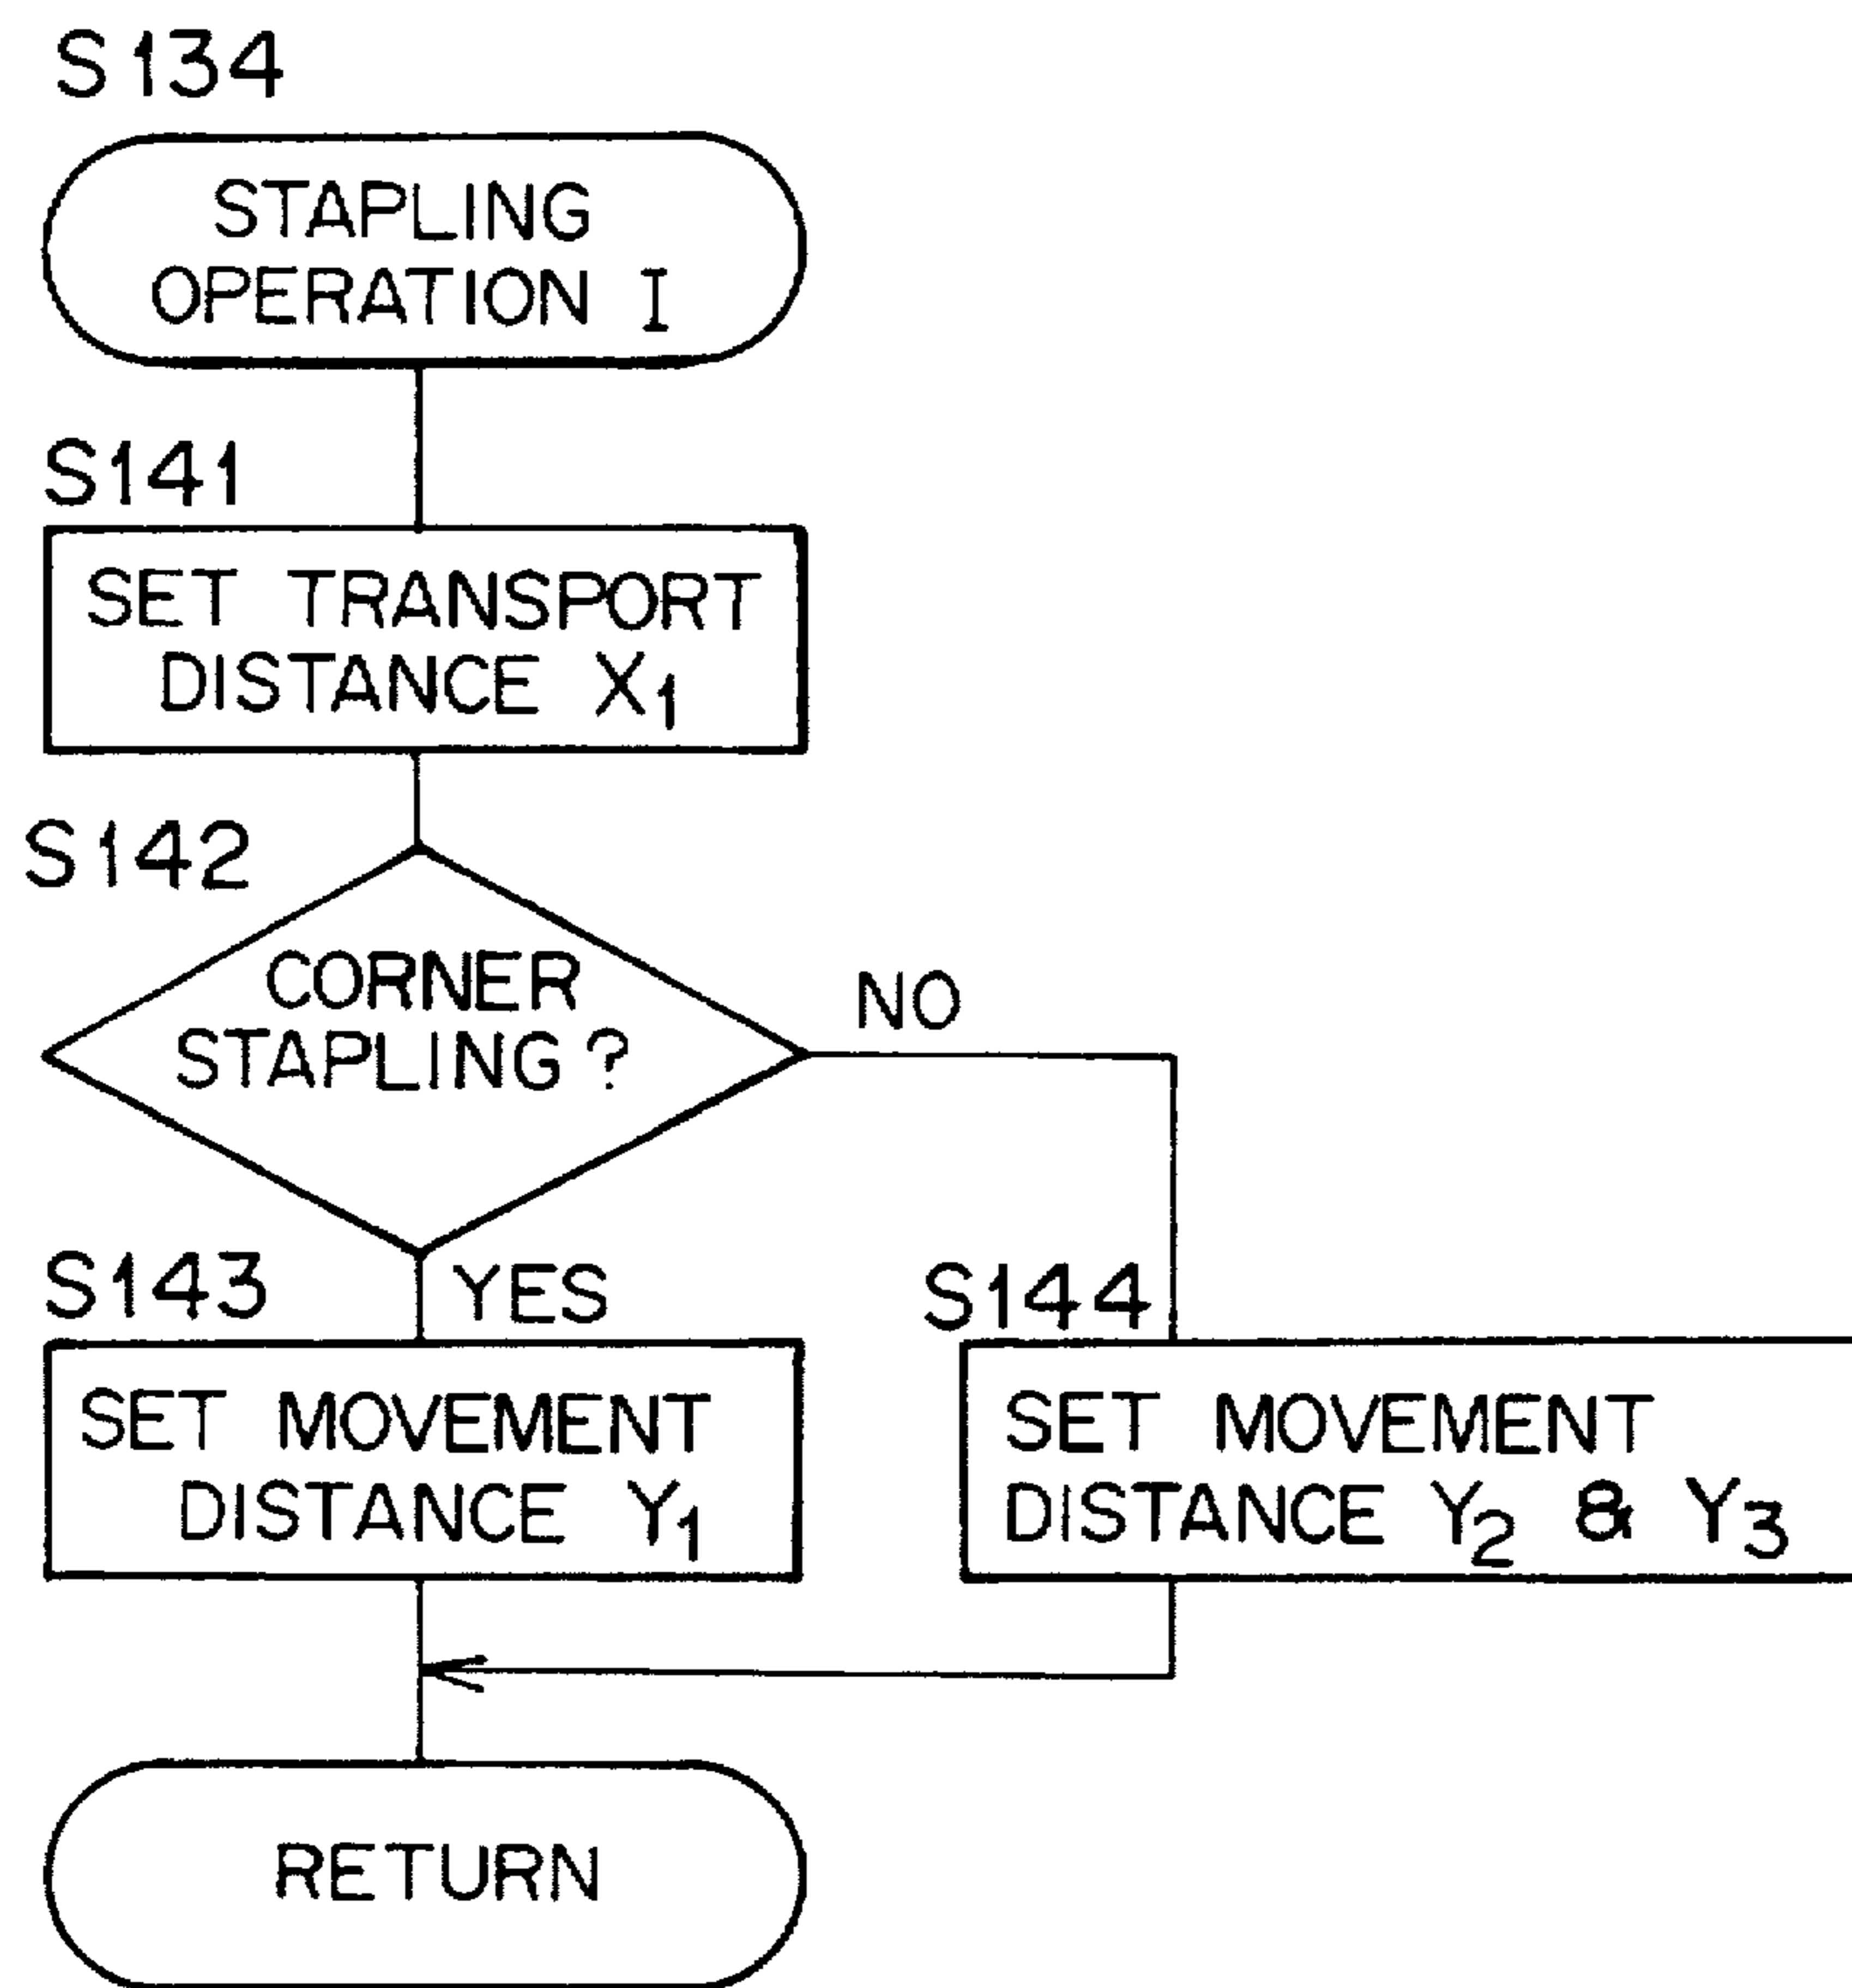 S134
STAPLING
OPERATION I
S141
SET TRANSPORT
DISTANCE X1
S142
CORNER
STAPLING?
NO
S143
YES
S144
SET MOVEMENT
DISTANCE Y1
SET MOVEMENT
DISTANCE Y2 & Y3
RETURN